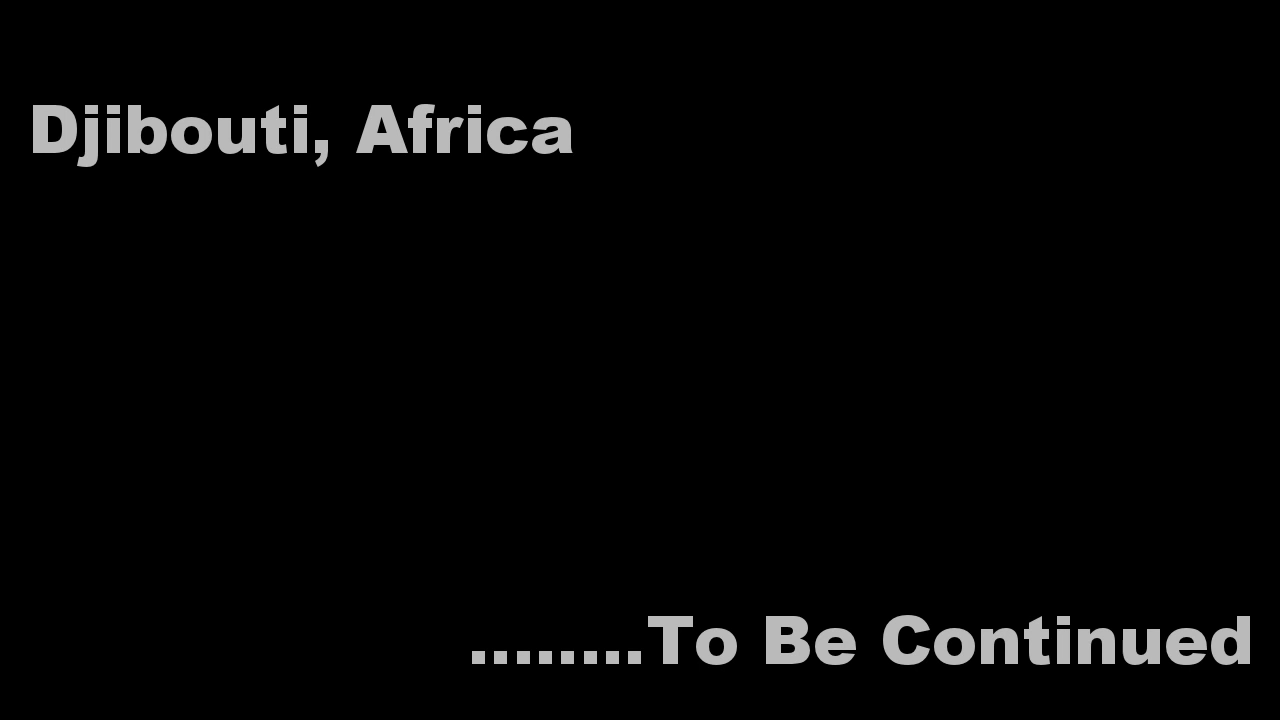 Djibouti, Africa
........To Be Continued